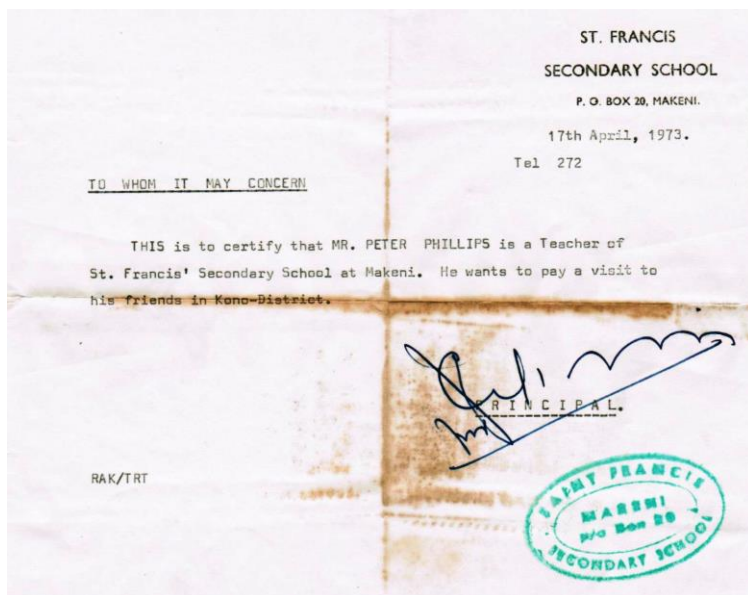 ST. FRANCIS
SECONDARY SCHOOL
P. O. BOX 20, MAKENI.
17th April, 1973.
Tel 272
TO WHOM IT MAY CONCERN
THIS is to certify that MR. PETER PHILLIPS is a Teacher of
St. Francis' Secondary School at Makeni. He wants to pay a visit to
his friends in Kono-District.
PRINCIPAL.
RAK/TRT
SAINT FRANCIS
MAKENI
P/O Box 20
SECONDARY SCHOOL